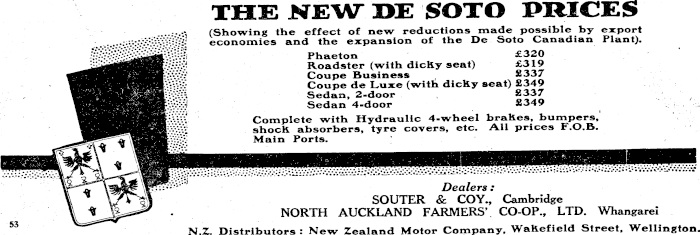 THE NEW DE SOTO PRICES
(Showing the effect of new reductions made possible by export
economies and the expansion of the De Soto Canadian Plant).
Phaeton £320
Roadster (with dicky seat) £319
Coupe Business £337
Coupe de Luxe (with dicky seat) £349
Sedan, 2-door £337
Sedan 4-door £349
Complete with Hydraulic 4-wheel brakes, bumpers,
shock absorbers, tyre covers, etc. All prices F.O.B.
Main Ports.
Dealers:
SOUTER & COY., Cambridge
NORTH AUCKLAND FARMERS' CO-OP., LTD. Whangarei
53
N.Z. Distributors: New Zealand Motor Company, Wakefield Street, Wellington.